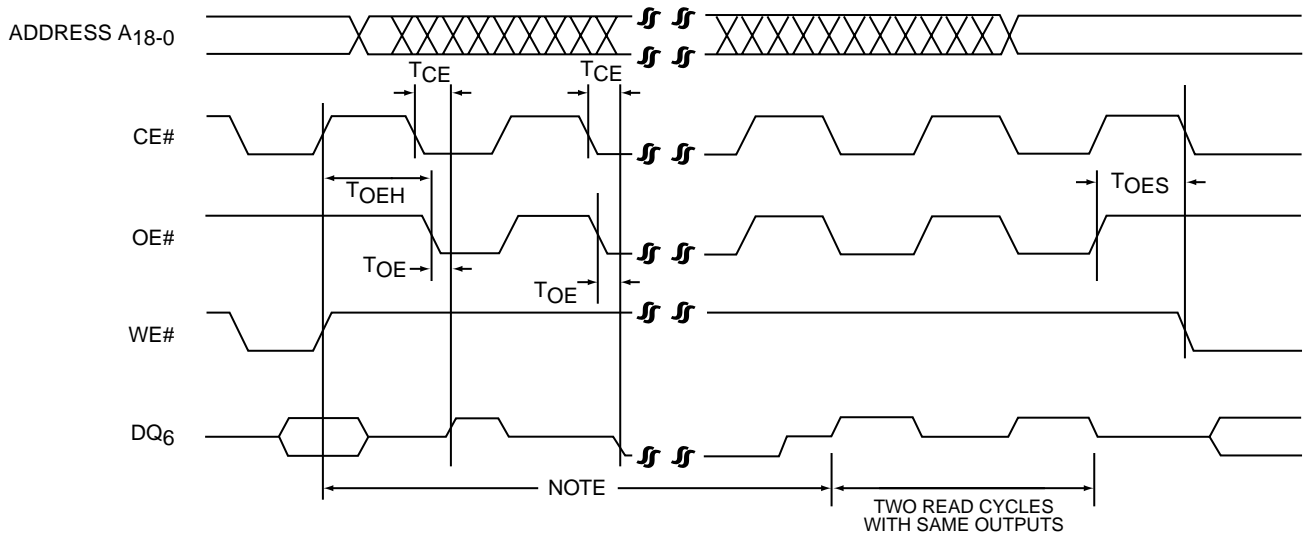 ADDRESS A18-0
TCE
TCE
CE#
TOEH
TOES
OE#
TOE
TOE
WE#
DQ6
NOTE
TWO READ CYCLES
WITH SAME OUTPUTS